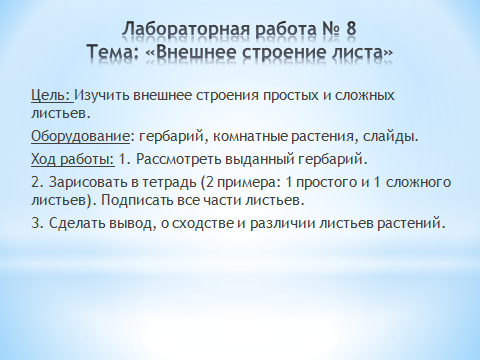 Лабораторная работа № 8
Тема: «Внешнее строение листа»
Цель: Изучить внешнее строения простых и сложных
листьев.
Оборудование: гербарий, комнатные растения, слайды.
Ход работы: 1. Рассмотреть выданный гербарий.
2. Зарисовать в тетрадь (2 примера: 1 простого и 1 сложного
листьев). Подписать все части листьев.
3. Сделать вывод, о сходстве и различии листьев растений.